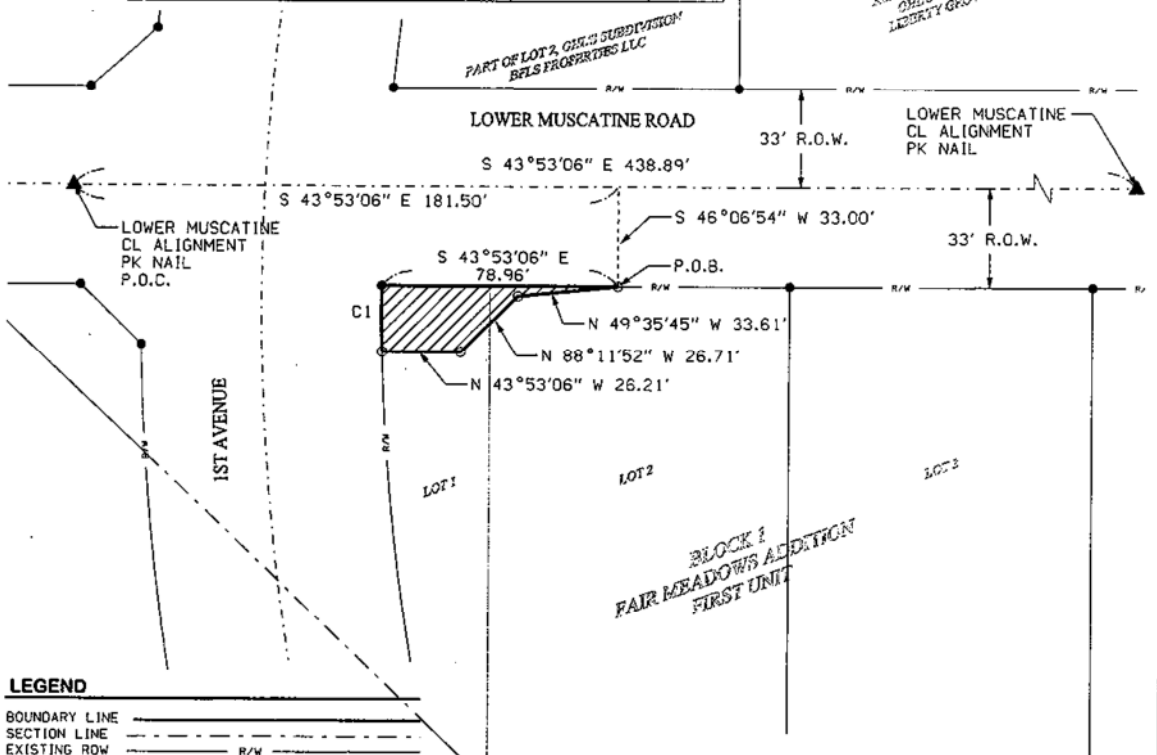 PART OF LOT 2, GHLS SUBDIVISION
BFLS PROPERTIES LLC
R/W
R/W
R/W
LOWER MUSCATINE ROAD
33' R.O.W.
LOWER MUSCATINE
CL ALIGNMENT
PK NAIL
S 43°53'06" E 438.89'
S 43°53'06" E 181.50'
S 46°06'54" W 33.00'
LOWER MUSCATINE
CL ALIGNMENT
PK NAIL
P.O.C.
33' R.O.W.
S 43°53'06" E
78.96'
P.O.B.
R/W
R/W
R/
C1
N 49°35'45" W 33.61'
N 88°11'52" W 26.71'
N 43°53'06" W 26.21'
1ST AVENUE
R/W
R/W
LOT 1
LOT 2
LOT 3
BLOCK 1
FAIR MEADOWS ADDITION
FIRST UNIT
LEGEND
BOUNDARY LINE
SECTION LINE
EXISTING ROW R/W